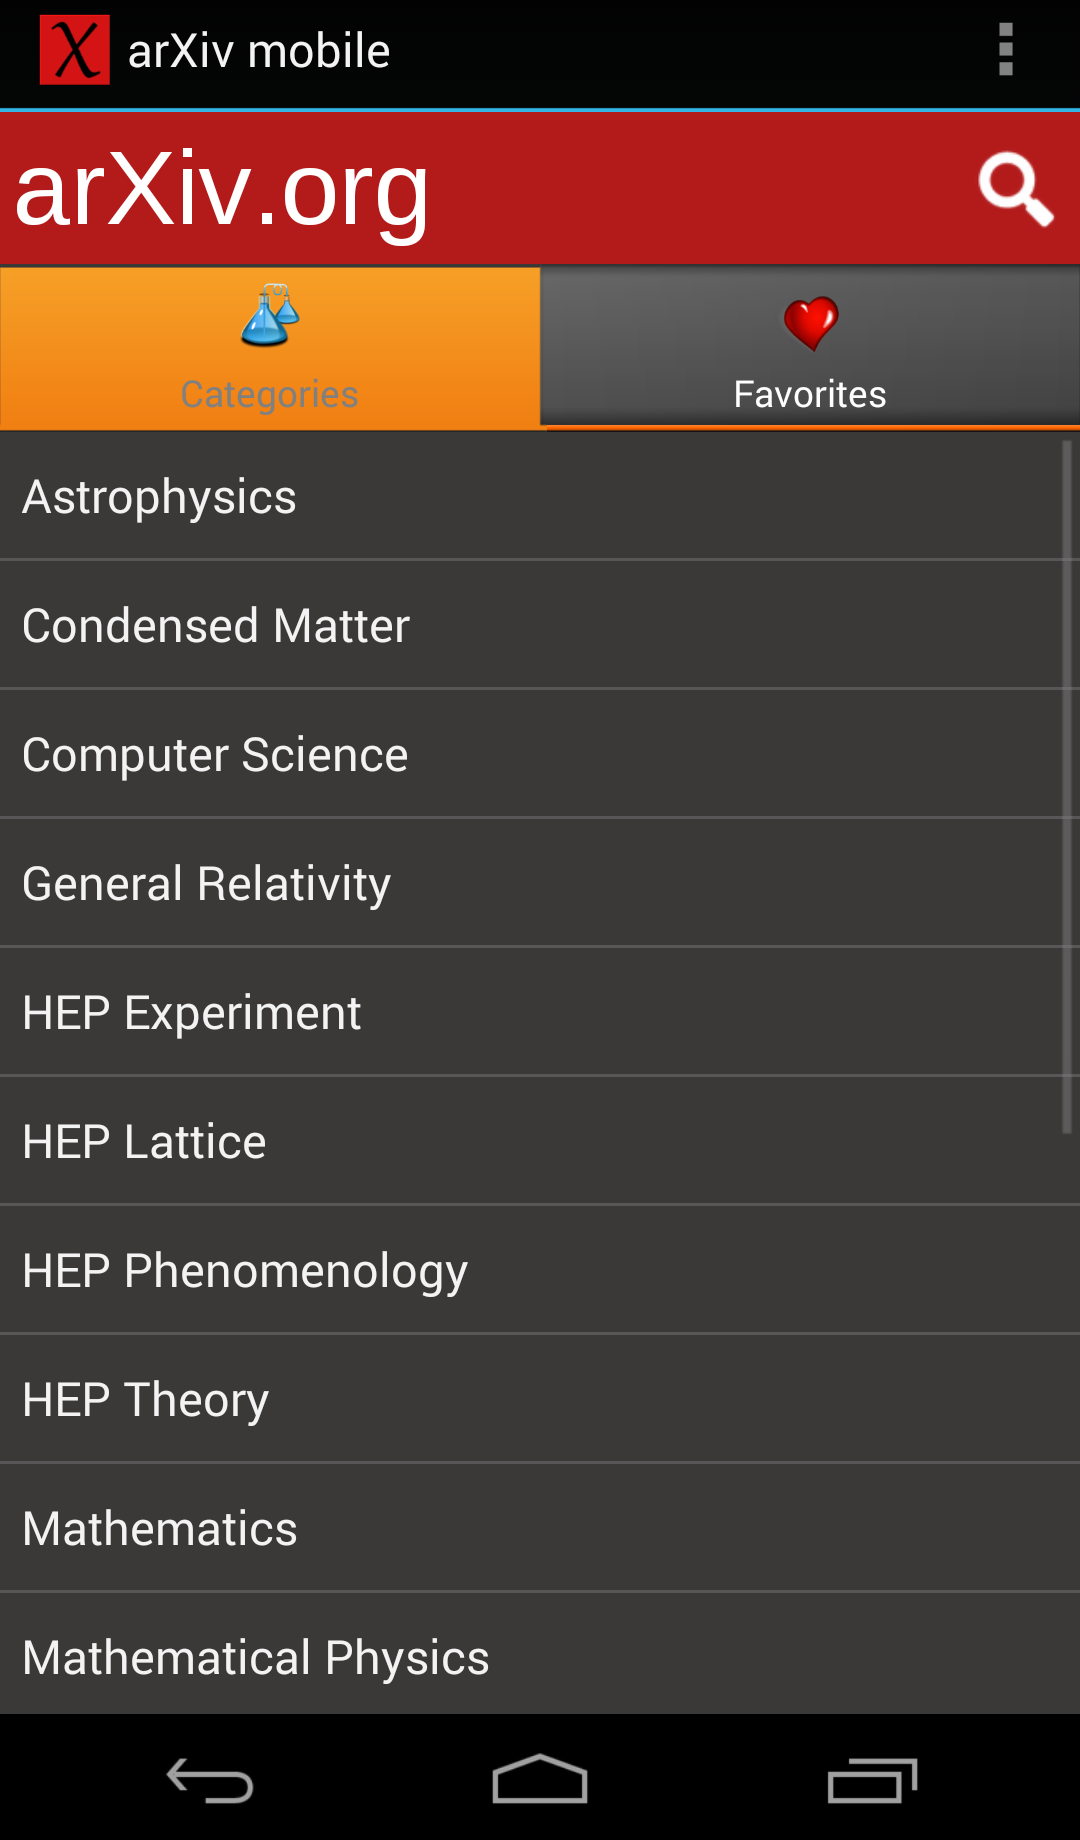 arXiv mobile
arXiv.org
Categories
Favorites
Astrophysics
Condensed Matter
Computer Science
General Relativity
HEP Experiment
HEP Lattice
HEP Phenomenology
HEP Theory
Mathematics
Mathematical Physics